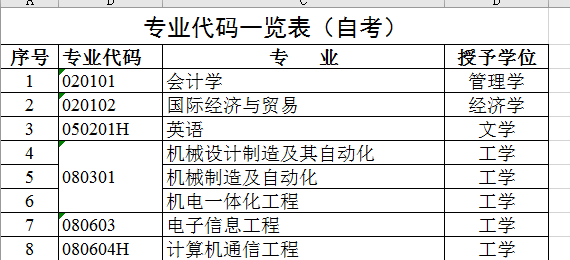 A B C D
专业代码一览表（自考）
序号 专业代码 专 业 授予学位
1 020101 会计学 管理学
2 020102 国际经济与贸易 经济学
3 050201H 英语 文学
4 080301 机械设计制造及其自动化 工学
5 机械制造及自动化 工学
6 机电一体化工程 工学
7 080603 电子信息工程 工学
8 080604H 计算机通信工程 工学